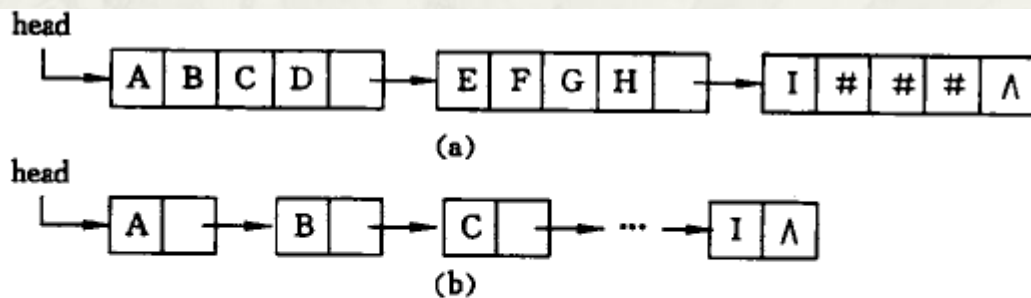 head
A B C D E F G H I # # # ∧
(a)
head
A B C ··· I ∧
(b)